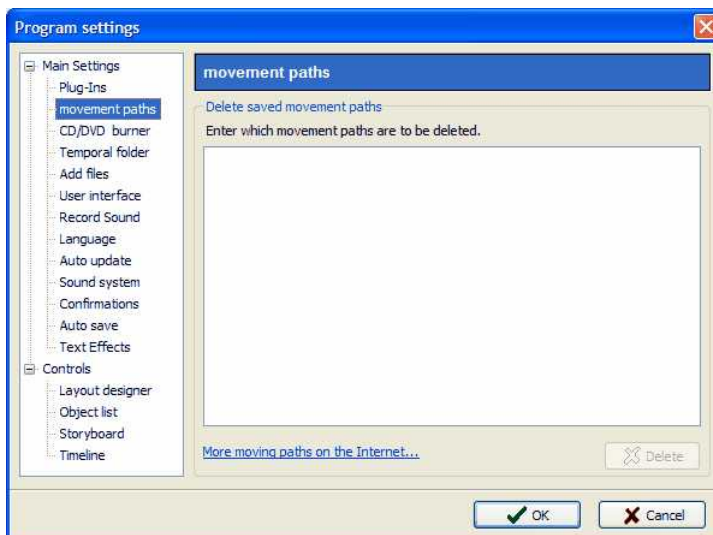 Program settings
Main Settings
Plug-Ins
movement paths
CD/DVD burner
Temporal folder
Add files
User interface
Record Sound
Language
Auto update
Sound system
Confirmations
Auto save
Text Effects
Controls
Layout designer
Object list
Storyboard
Timeline
movement paths
Delete saved movement paths
Enter which movement paths are to be deleted.
More moving paths on the Internet...
Delete
OK
Cancel